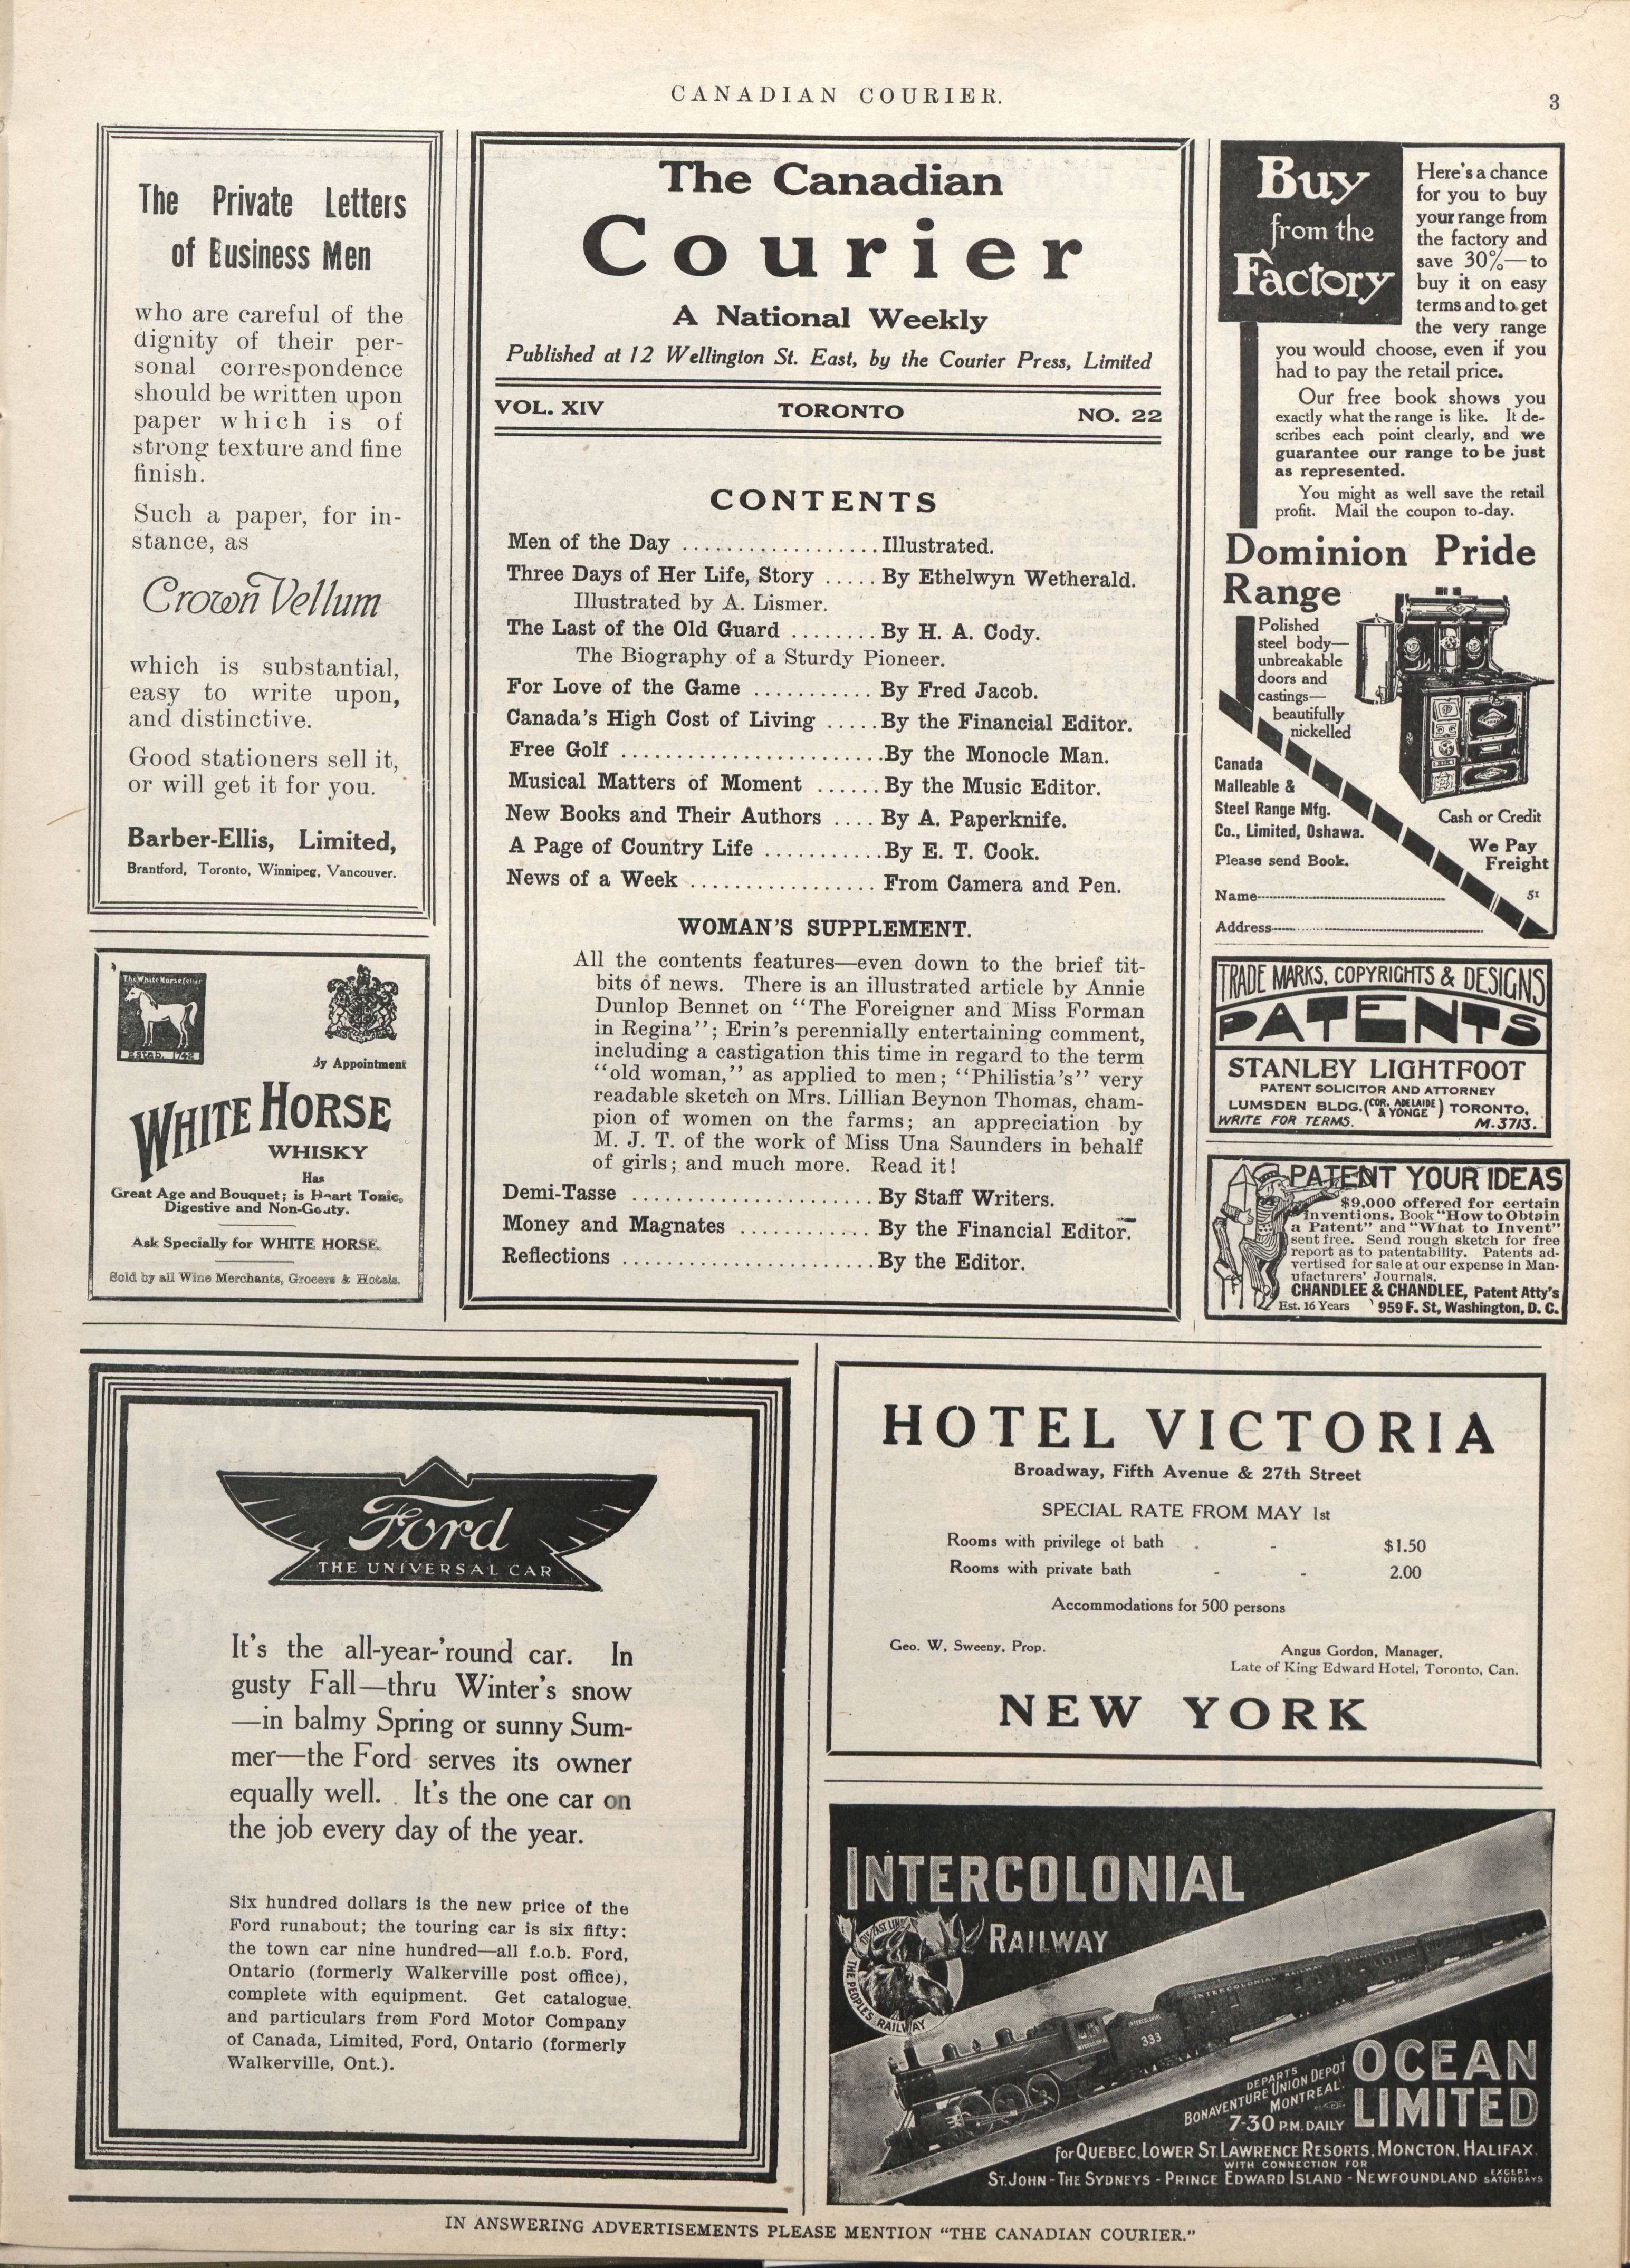 CANADIAN COURIER.
3
The Private Letters
of Business Men
who are careful of the
dignity of their per-
sonal correspondence
should be written upon
paper which is of
strong texture and fine
finish.
Such a paper, for in-
stance, as
Crown Vellum
which is substantial,
easy to write upon,
and distinctive.
Good stationers sell it,
or will get it for you.
Barber-Ellis, Limited,
Brantford, Toronto, Winnipeg, Vancouver.
The White Horse Cellar
Estab. 1742
By Appointment
WHITE HORSE
WHISKY
Has
Great Age and Bouquet; is Heart Tonic,
Digestive and Non-Gouty.
Ask Specially for WHITE HORSE.
Sold by all Wine Merchants, Grocers & Hotels.
The Canadian
Courier
A National Weekly
Published at 12 Wellington St. East, by the Courier Press, Limited
VOL. XIV TORONTO NO. 22
CONTENTS
Men of the Day .................. Illustrated.
Three Days of Her Life, Story ..... By Ethelwyn Wetherald.
Illustrated by A. Lismer.
The Last of the Old Guard ........ By H. A. Cody.
The Biography of a Sturdy Pioneer.
For Love of the Game ........... By Fred Jacob.
Canada's High Cost of Living ..... By the Financial Editor.
Free Golf ........................ By the Monocle Man.
Musical Matters of Moment ...... By the Music Editor.
New Books and Their Authors .... By A. Paperknife.
A Page of Country Life ........... By E. T. Cook.
News of a Week ................. From Camera and Pen.
WOMAN'S SUPPLEMENT.
All the contents features—even down to the brief tit-
bits of news. There is an illustrated article by Annie
Dunlop Bennet on "The Foreigner and Miss Forman
in Regina"; Erin's perennially entertaining comment,
including a castigation this time in regard to the term
"old woman," as applied to men; "Philistia's" very
readable sketch on Mrs. Lillian Beynon Thomas, cham-
pion of women on the farms; an appreciation by
M. J. T. of the work of Miss Una Saunders in behalf
of girls; and much more. Read it!
Demi-Tasse ...................... By Staff Writers.
Money and Magnates ............ By the Financial Editor.
Reflections ....................... By the Editor.
Buy
from the
Factory
Here's a chance
for you to buy
your range from
the factory and
save 30%—to
buy it on easy
terms and to get
the very range
you would choose, even if you
had to pay the retail price.
Our free book shows you
exactly what the range is like. It de-
scribes each point clearly, and we
guarantee our range to be just
as represented.
You might as well save the retail
profit. Mail the coupon to-day.
Dominion Pride
Range
Polished
steel body—
unbreakable
doors and
castings—
beautifully
nickelled
Canada
Malleable &
Steel Range Mfg.
Co., Limited, Oshawa.
Please send Book.
Name
Address
Cash or Credit
We Pay
Freight
51
TRADE MARKS, COPYRIGHTS & DESIGNS
PATENTS
STANLEY LIGHTFOOT
PATENT SOLICITOR AND ATTORNEY
LUMSDEN BLDG. (COR. ADELAIDE & YONGE) TORONTO.
WRITE FOR TERMS. M-3713.
PATENT YOUR IDEAS
$9,000 offered for certain
inventions. Book "How to Obtain
a Patent" and "What to Invent"
sent free. Send rough sketch for free
report as to patentability. Patents ad-
vertised for sale at our expense in Man-
ufacturers' Journals.
CHANDLEE & CHANDLEE, Patent Atty's
Est. 16 Years 959 F. St, Washington, D. C.
Ford
THE UNIVERSAL CAR
It's the all-year-'round car. In
gusty Fall—thru Winter's snow
—in balmy Spring or sunny Sum-
mer—the Ford serves its owner
equally well. It's the one car on
the job every day of the year.
Six hundred dollars is the new price of the
Ford runabout; the touring car is six fifty;
the town car nine hundred—all f.o.b. Ford,
Ontario (formerly Walkerville post office),
complete with equipment. Get catalogue
and particulars from Ford Motor Company
of Canada, Limited, Ford, Ontario (formerly
Walkerville, Ont.).
HOTEL VICTORIA
Broadway, Fifth Avenue & 27th Street
SPECIAL RATE FROM MAY 1st
Rooms with privilege of bath - - $1.50
Rooms with private bath - - 2.00
Accommodations for 500 persons
Geo. W. Sweeny, Prop.
Angus Gordon, Manager,
Late of King Edward Hotel, Toronto, Can.
NEW YORK
INTERCOLONIAL
RAILWAY
THE FAST LINE
THE PEOPLE'S RAILWAY
INTERCOLONIAL RAILWAY
INTERCOLONIAL
333
DEPARTS
BONAVENTURE UNION DEPOT
MONTREAL.
7-30 P.M. DAILY
OCEAN
LIMITED
for QUEBEC, LOWER ST LAWRENCE RESORTS, MONCTON, HALIFAX.
WITH CONNECTION FOR
ST. JOHN - THE SYDNEYS - PRINCE EDWARD ISLAND - NEWFOUNDLAND EXCEPT SATURDAYS
IN ANSWERING ADVERTISEMENTS PLEASE MENTION "THE CANADIAN COURIER."